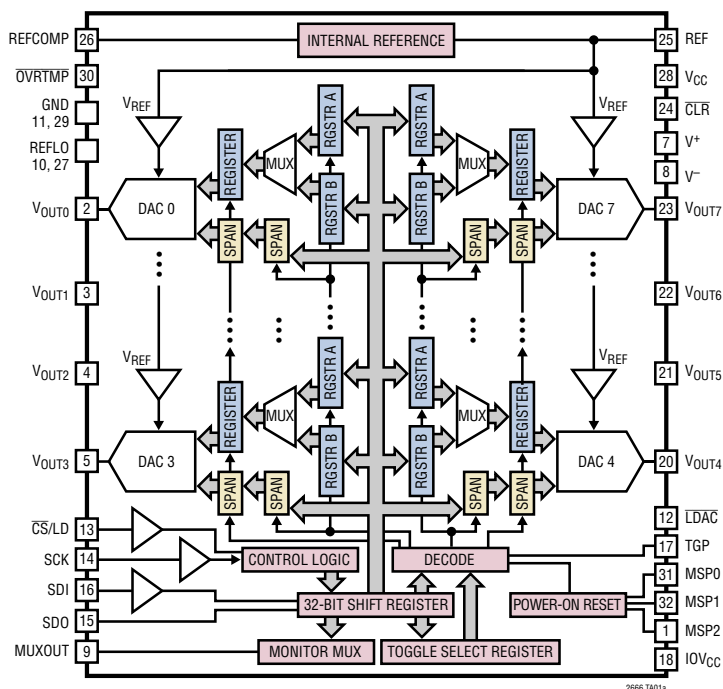 REFCOMP 26 INTERNAL REFERENCE 25 REF
OVRTMP 30 28 VCC
GND 11, 29 VREF VREF 24 CLR
REFLO 10, 27 7 V+
8 V−
REGISTER MUX RGSTR A RGSTR A MUX REGISTER
VOUT0 2 DAC 0 RGSTR B RGSTR B DAC 7 23 VOUT7
SPAN SPAN SPAN SPAN
VOUT1 3 22 VOUT6
VOUT2 4 VREF VREF 21 VOUT5
REGISTER MUX RGSTR A RGSTR A MUX REGISTER
VOUT3 5 DAC 3 RGSTR B RGSTR B DAC 4 20 VOUT4
SPAN SPAN SPAN SPAN
CS/LD 13 12 LDAC
SCK 14 CONTROL LOGIC DECODE 17 TGP
SDI 16 31 MSP0
SDO 15 32-BIT SHIFT REGISTER POWER-ON RESET 32 MSP1
1 MSP2
MUXOUT 9 MONITOR MUX TOGGLE SELECT REGISTER 18 IOVCC
2666 TA01a